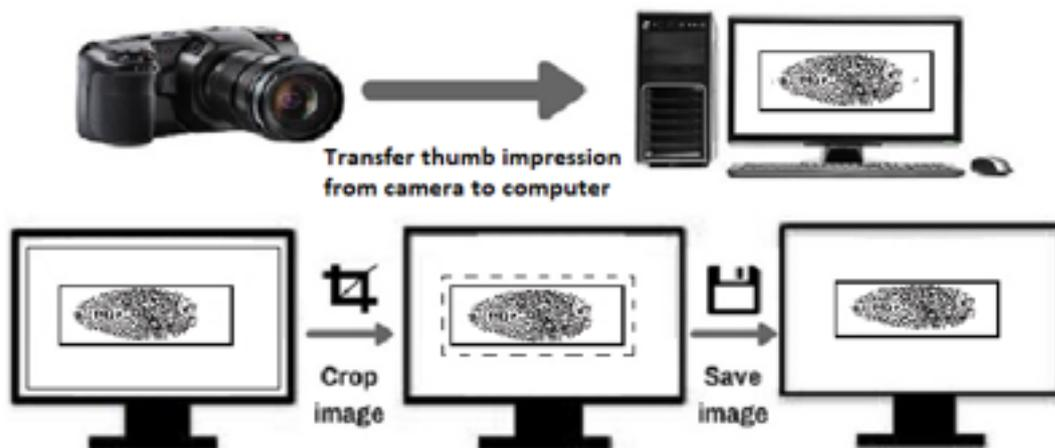 Transfer thumb impression
from camera to computer
Crop
image
Save
image